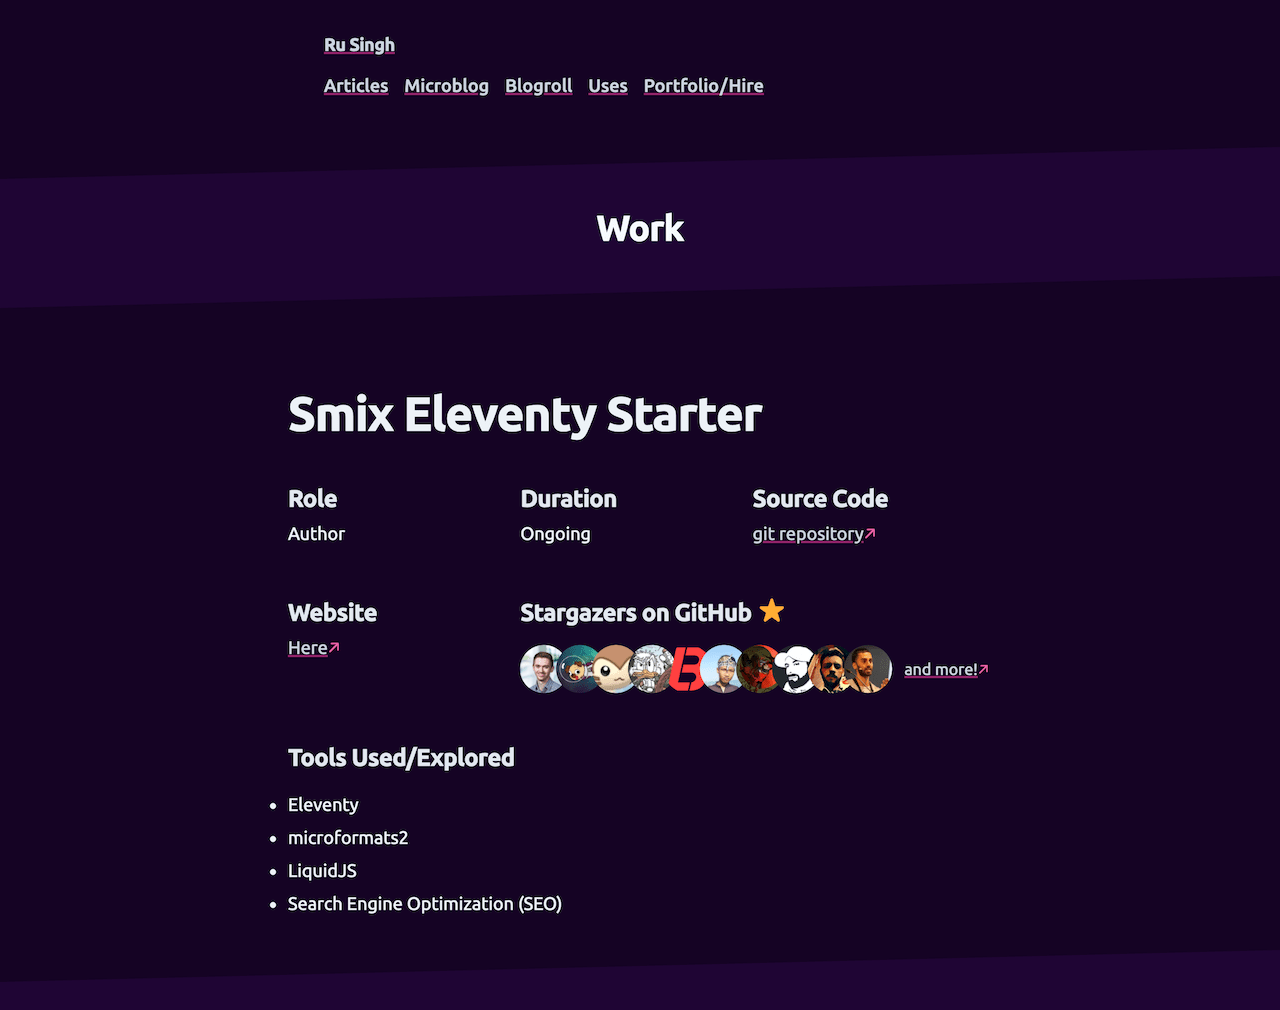 Ru Singh
Articles Microblog Blogroll Uses Portfolio/Hire
Work
Smix Eleventy Starter
Role
Author
Duration
Ongoing
Source Code
git repository↗
Website
Here↗
Stargazers on GitHub ⭐
B
and more!↗
Tools Used/Explored
• Eleventy
• microformats2
• LiquidJS
• Search Engine Optimization (SEO)